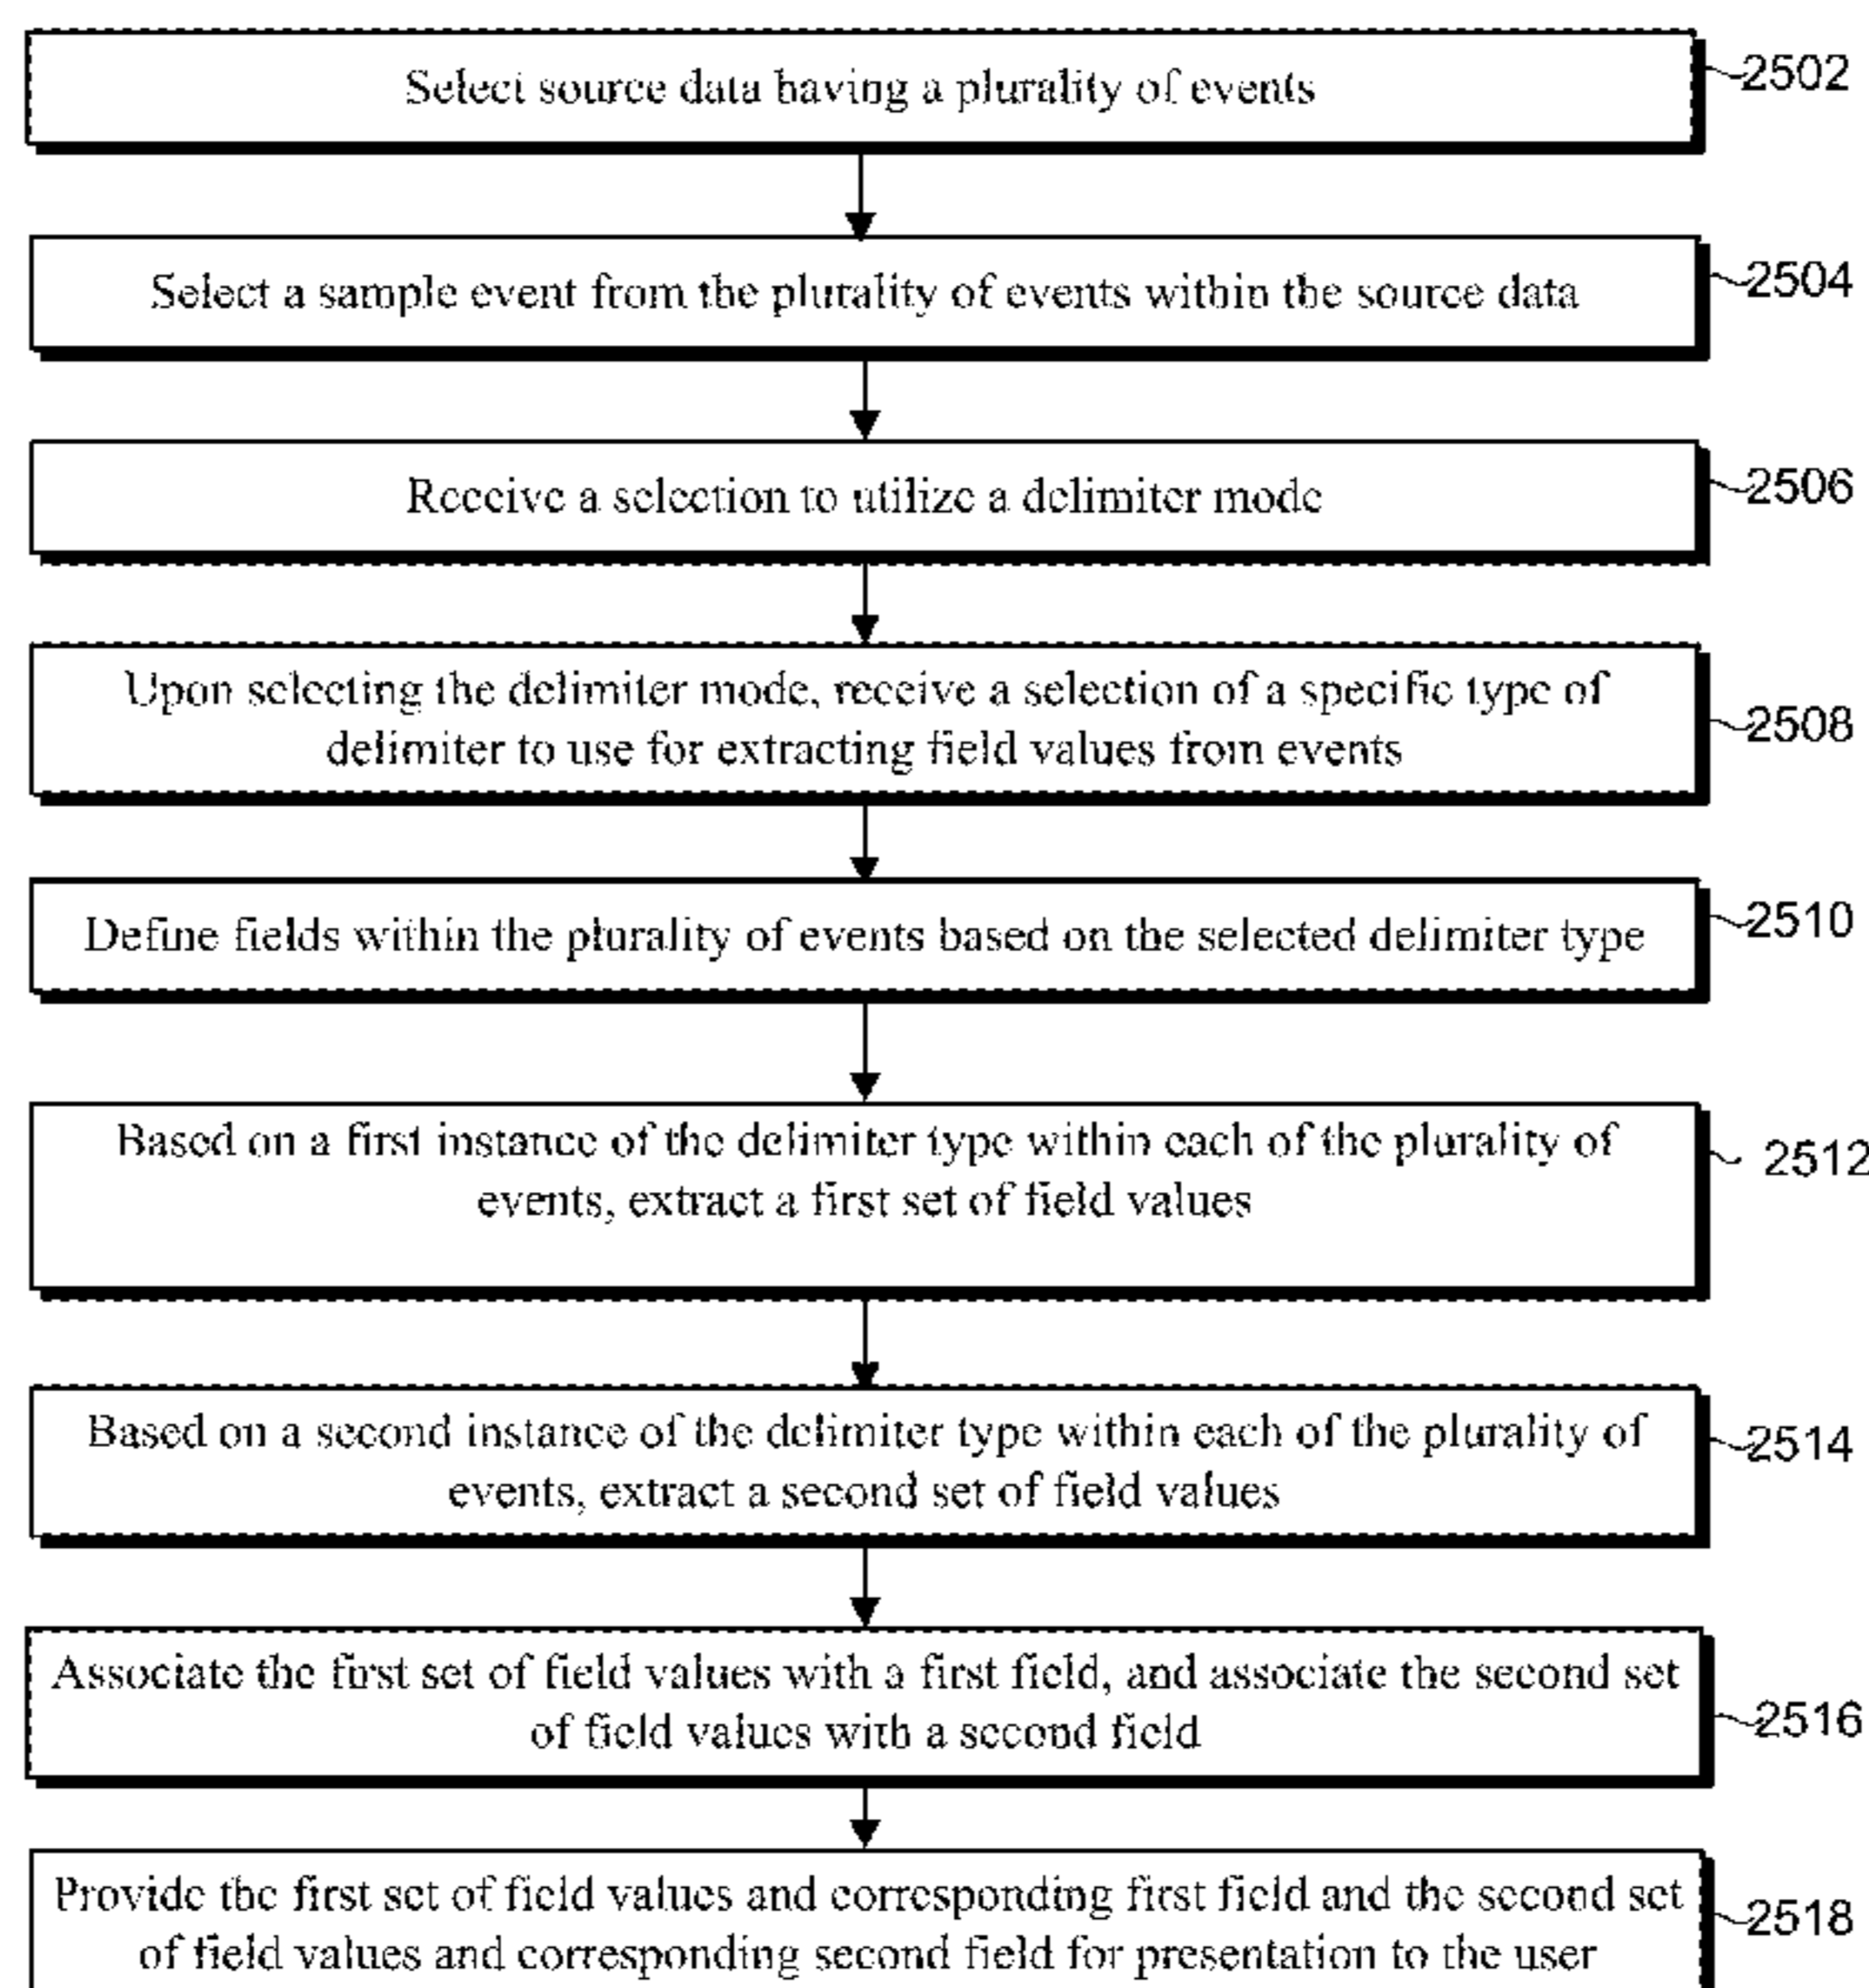 Select source data having a plurality of events
2502
Select a sample event from the plurality of events within the source data
2504
Receive a selection to utilize a delimiter mode
2506
Upon selecting the delimiter mode, receive a selection of a specific type of
delimiter to use for extracting field values from events
2508
Define fields within the plurality of events based on the selected delimiter type
2510
Based on a first instance of the delimiter type within each of the plurality of
events, extract a first set of field values
2512
Based on a second instance of the delimiter type within each of the plurality of
events, extract a second set of field values
2514
Associate the first set of field values with a first field, and associate the second set
of field values with a second field
2516
Provide the first set of field values and corresponding first field and the second set
of field values and corresponding second field for presentation to the user
2518